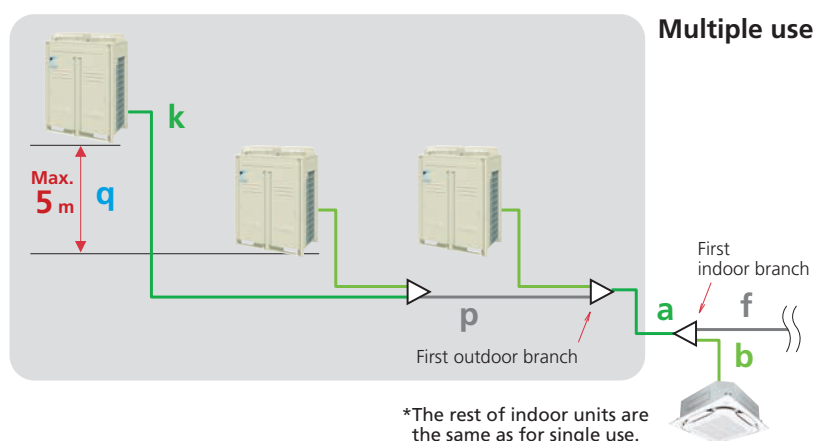 Multiple use
k
Max.
5 m
q
First
indoor branch
a
f
p
b
First outdoor branch
*The rest of indoor units are
the same as for single use.